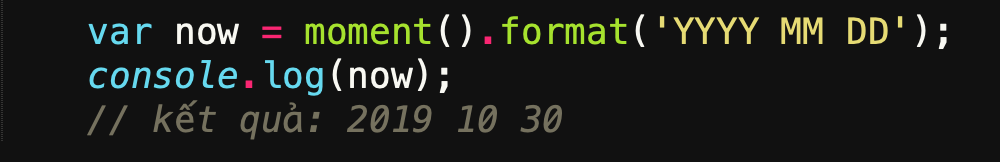 var now = moment().format('YYYY MM DD');
console.log(now);
// kết quả: 2019 10 30